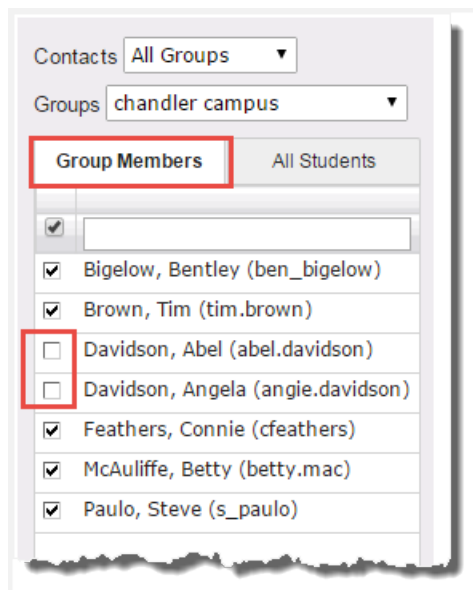 Contacts All Groups
Groups chandler campus
Group Members All Students
Bigelow, Bentley (ben_bigelow)
Brown, Tim (tim.brown)
Davidson, Abel (abel.davidson)
Davidson, Angela (angie.davidson)
Feathers, Connie (cfeathers)
McAuliffe, Betty (betty.mac)
Paulo, Steve (s_paulo)